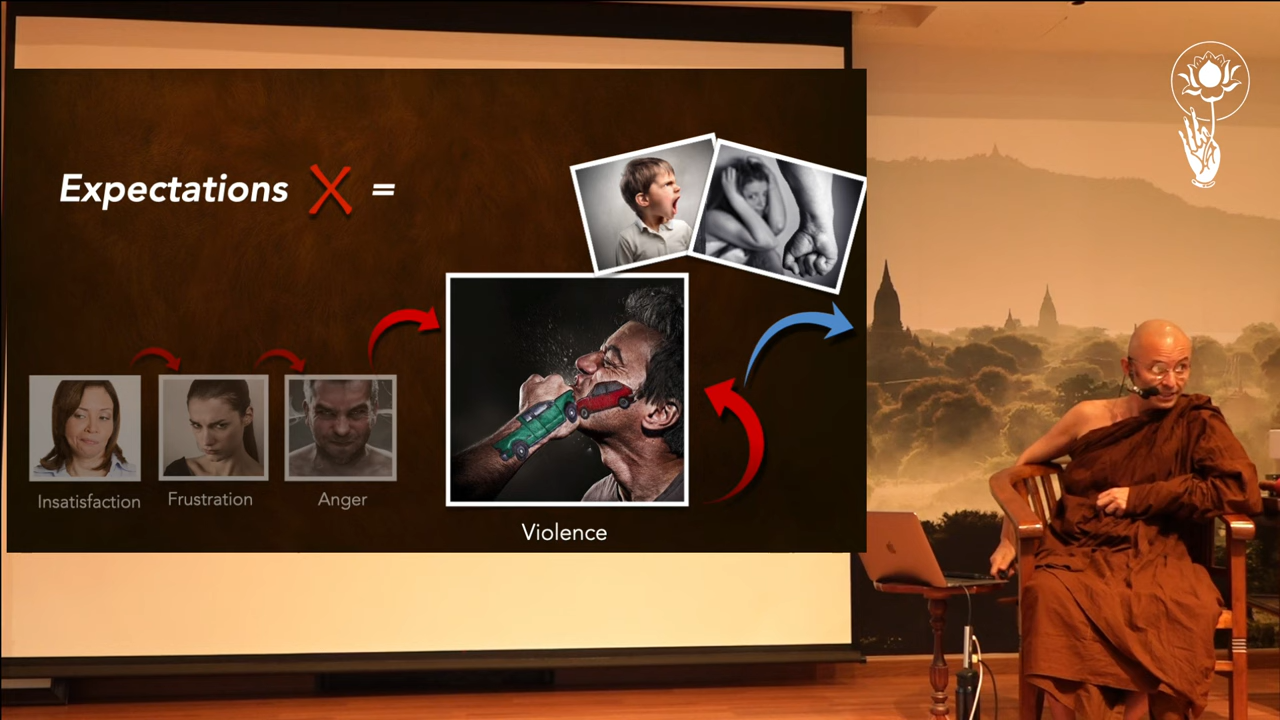 Expectations X =
Insatisfaction
Frustration
Anger
Violence